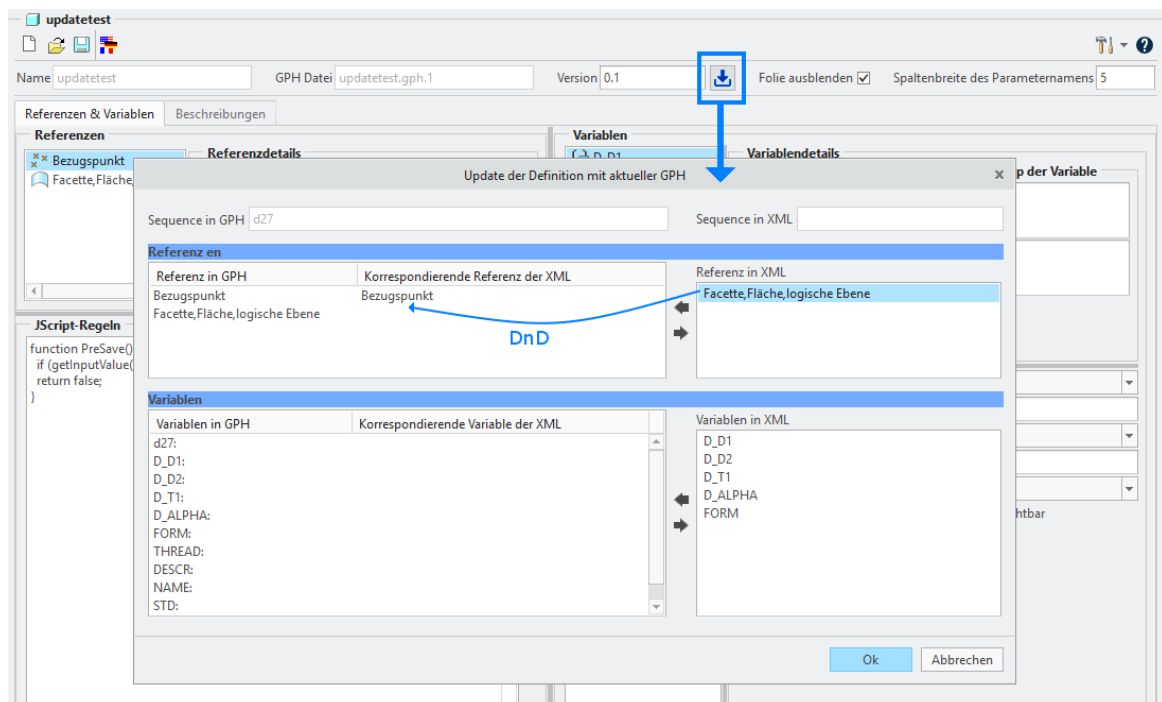 updatetest
Name updatetest GPH Datei updatetest.gph.1 Version 0.1 Folie ausblenden Spaltenbreite des Parameternamens 5
Referenzen & Variablen Beschreibungen
Referenzen Variablen
Bezugspunkt Referenzdetails D_D1 Variablendetails
Facette,Fläche, p der Variable
Update der Definition mit aktueller GPH
Sequence in GPH d27 Sequence in XML
Referenz en
Referenz in GPH Korrespondierende Referenz der XML Referenz in XML
Bezugspunkt Bezugspunkt Facette,Fläche,logische Ebene
Facette,Fläche,logische Ebene
DnD
JScript-Regeln
function PreSave()
if (getInputValue(
return false;
}
Variablen
Variablen in GPH Korrespondierende Variable der XML Variablen in XML
d27: D_D1
D_D1: D_D2
D_D2: D_T1
D_T1: D_ALPHA
D_ALPHA: FORM
FORM:
THREAD:
DESCR:
NAME:
STD:
htbar
Ok Abbrechen